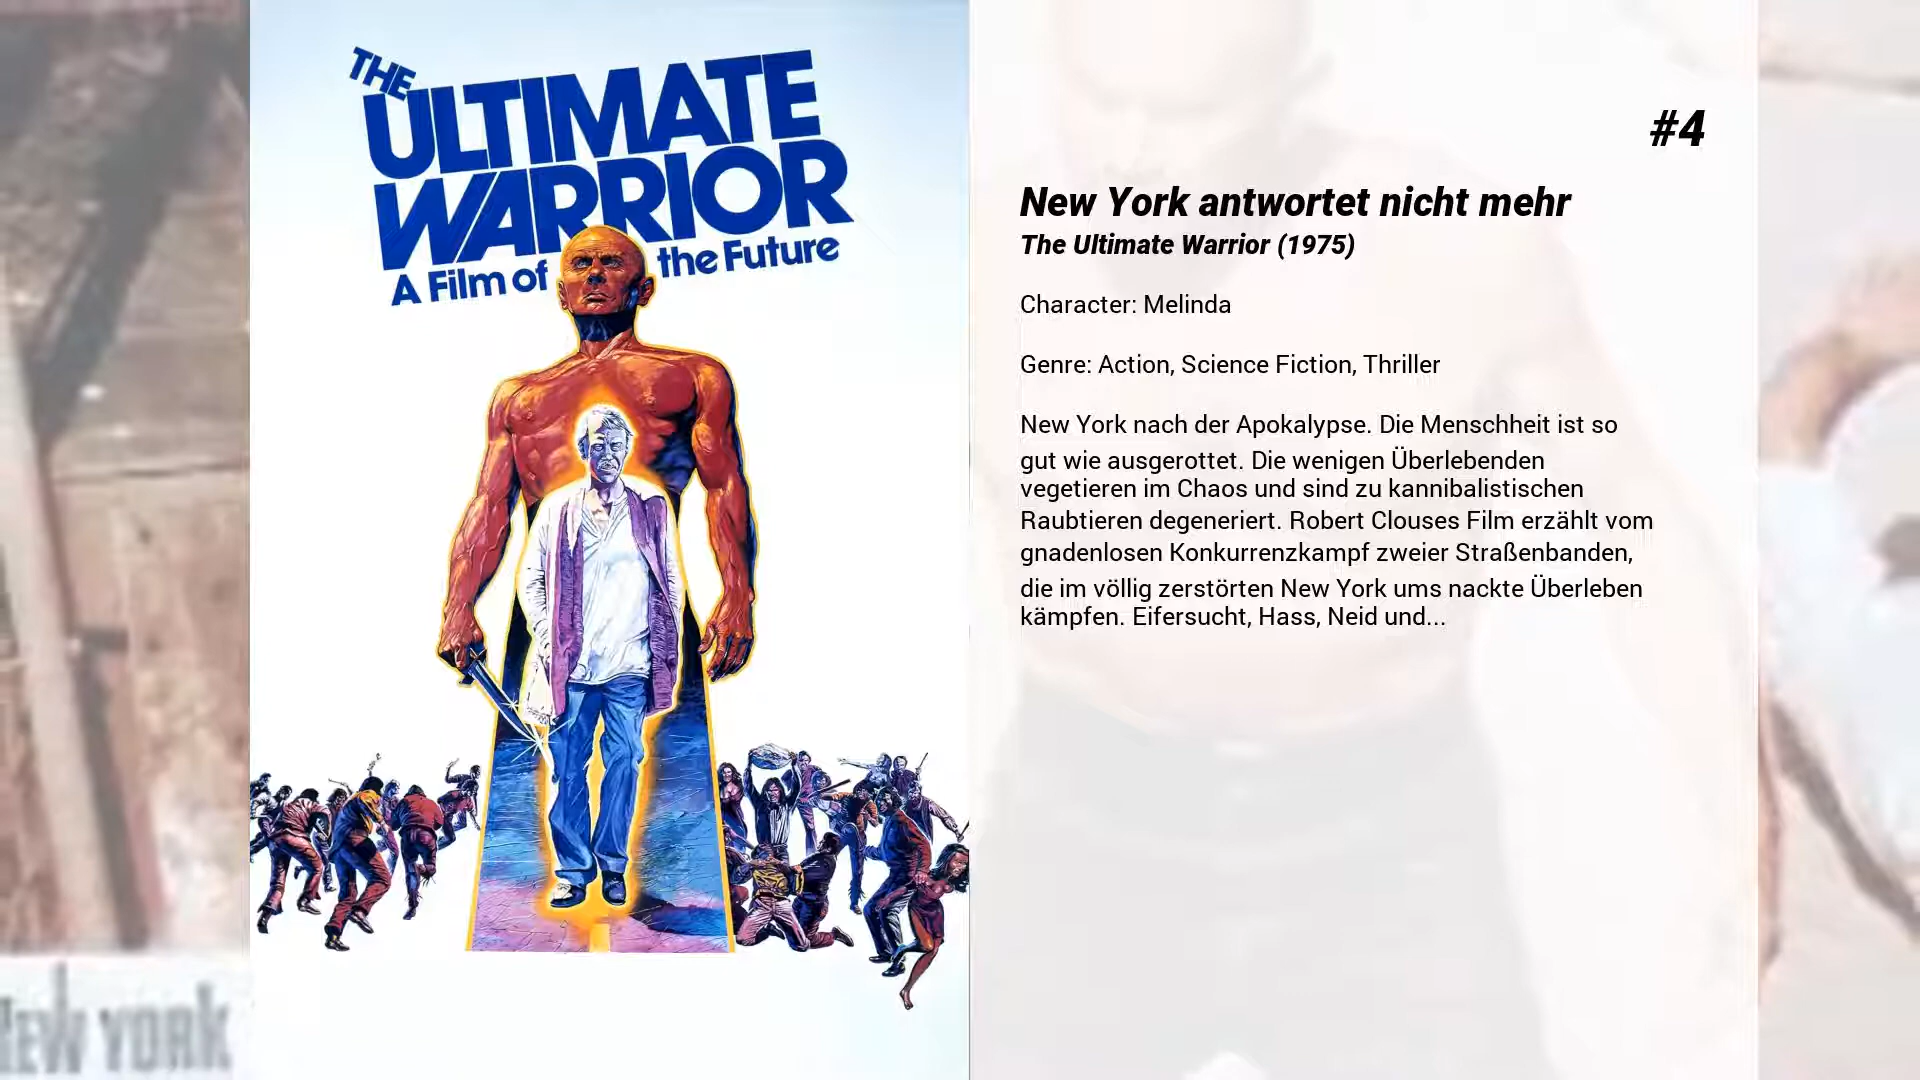 THE
ULTIMATE
WARRIOR
A Film of the Future
#4
New York antwortet nicht mehr
The Ultimate Warrior (1975)
Character: Melinda
Genre: Action, Science Fiction, Thriller
New York nach der Apokalypse. Die Menschheit ist so
gut wie ausgerottet. Die wenigen Überlebenden
vegetieren im Chaos und sind zu kannibalistischen
Raubtieren degeneriert. Robert Clouses Film erzählt vom
gnadenlosen Konkurrenzkampf zweier Straßenbanden,
die im völlig zerstörten New York ums nackte Überleben
kämpfen. Eifersucht, Hass, Neid und...
NEW YORK